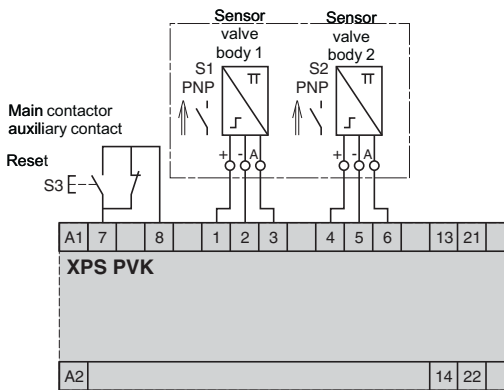 Sensor
valve
body 1
Sensor
valve
body 2
S1
PNP
S2
PNP
Main contactor
auxiliary contact
Reset
S3
+ - A
+ - A
A1 7 8 1 2 3 4 5 6 13 21
XPS PVK
A2 14 22